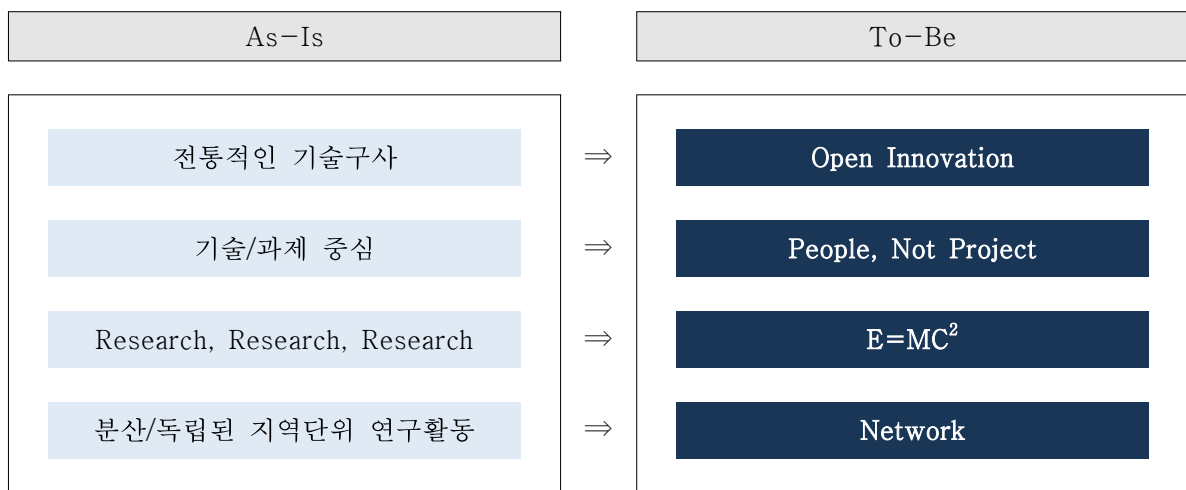 As-Is
To-Be
전통적인 기술구사
⇒
Open Innovation
기술/과제 중심
⇒
People, Not Project
Research, Research, Research
⇒
E=MC²
분산/독립된 지역단위 연구활동
⇒
Network